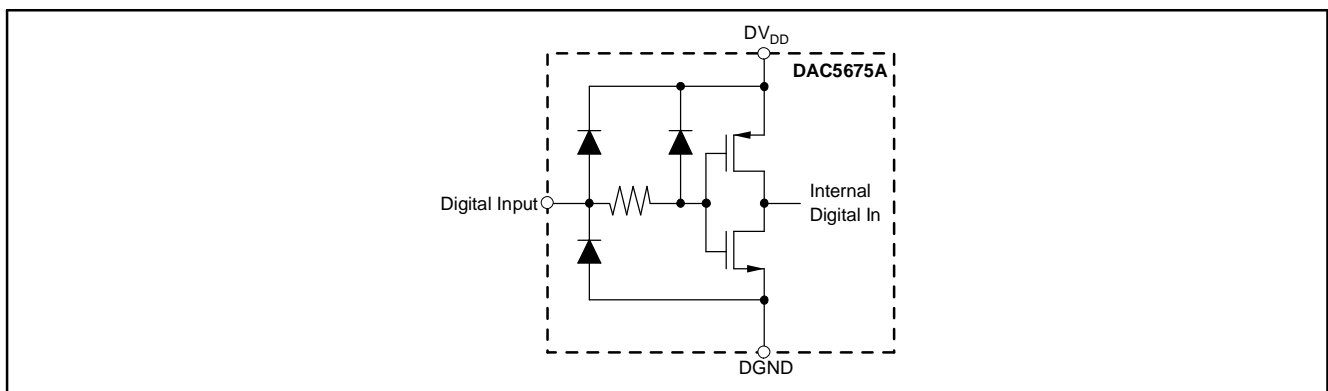 DV_DD
DAC5675A
Digital Input
Internal
Digital In
DGND